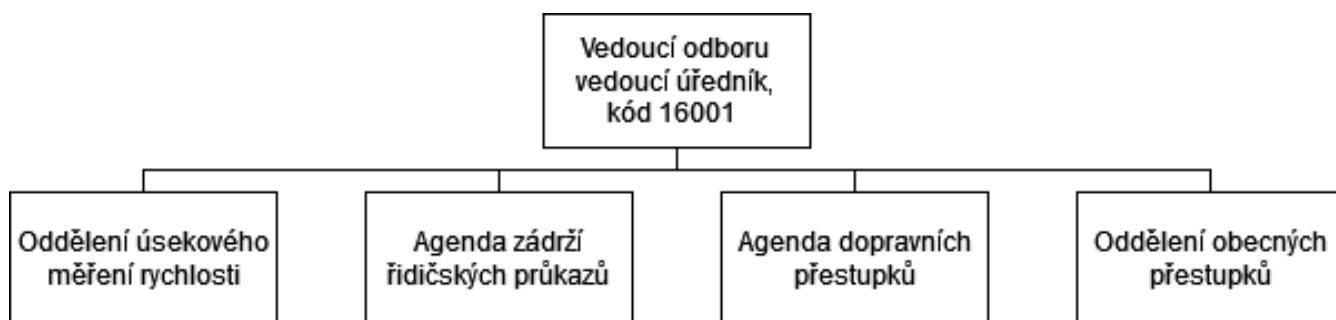 Vedoucí odboru
vedoucí úředník,
kód 16001
Oddělení úsekového
měření rychlosti
Agenda zádrží
řidičských průkazů
Agenda dopravních
přestupků
Oddělení obecných
přestupků